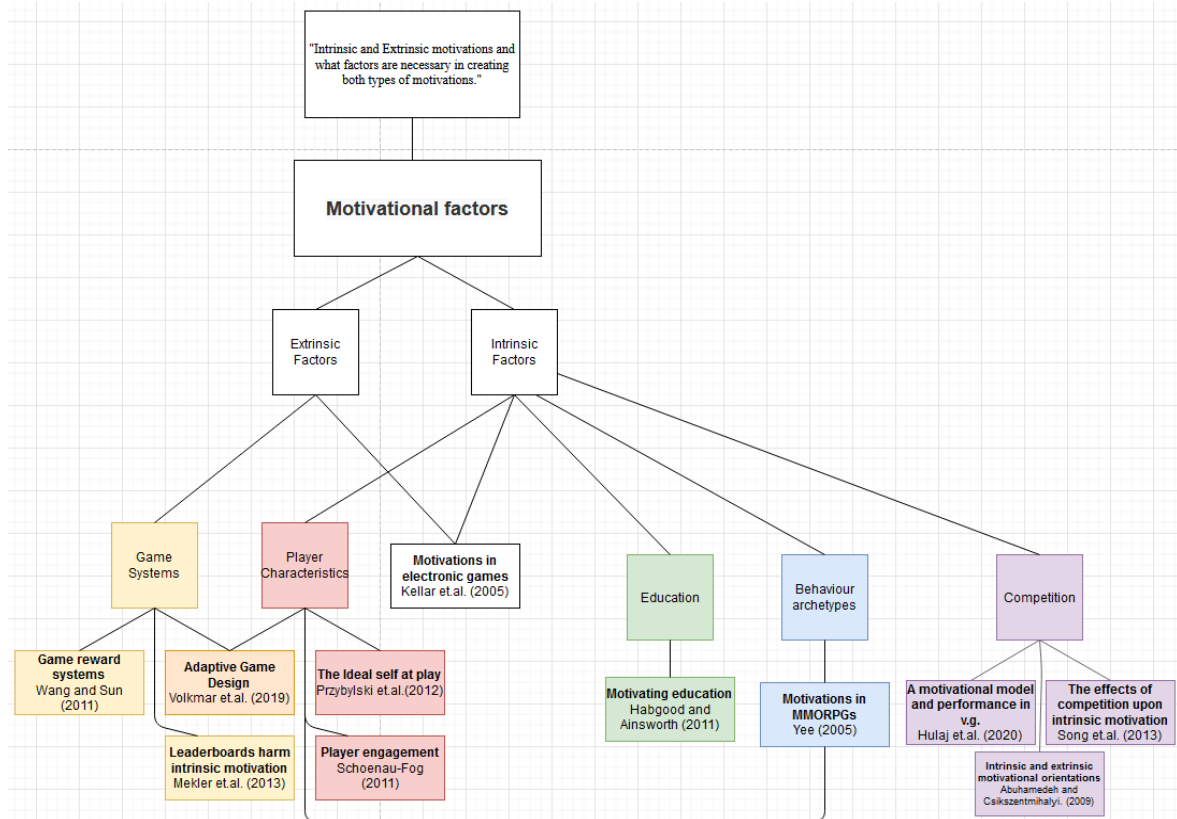 "Intrinsic and Extrinsic motivations and
what factors are necessary in creating
both types of motivations."
Motivational factors
Extrinsic
Factors
Intrinsic
Factors
Game
Systems
Player
Characteristics
Motivations in
electronic games
Kellar et.al. (2005)
Education
Behaviour
archetypes
Competition
Game reward
systems
Wang and Sun
(2011)
Adaptive Game
Design
Volkmar et.al. (2019)
The Ideal self at play
Przybylski et.al.(2012)
Motivating education
Habgood and
Ainsworth
(2011)
Motivations in
MMORPGs
Yee (2005)
A motivational model
and performance in
v.g.
Hulaj et.al. (2020)
The effects of
competition upon
intrinsic motivation
Song et.al. (2013)
Leaderboards harm
intrinsic motivation
Mekler et.al. (2013)
Player engagement
Schoenau-Fog
(2011)
Intrinsic and extrinsic
motivational orientations
Abuhamedeh and
Csikszentmihalyi. (2009)